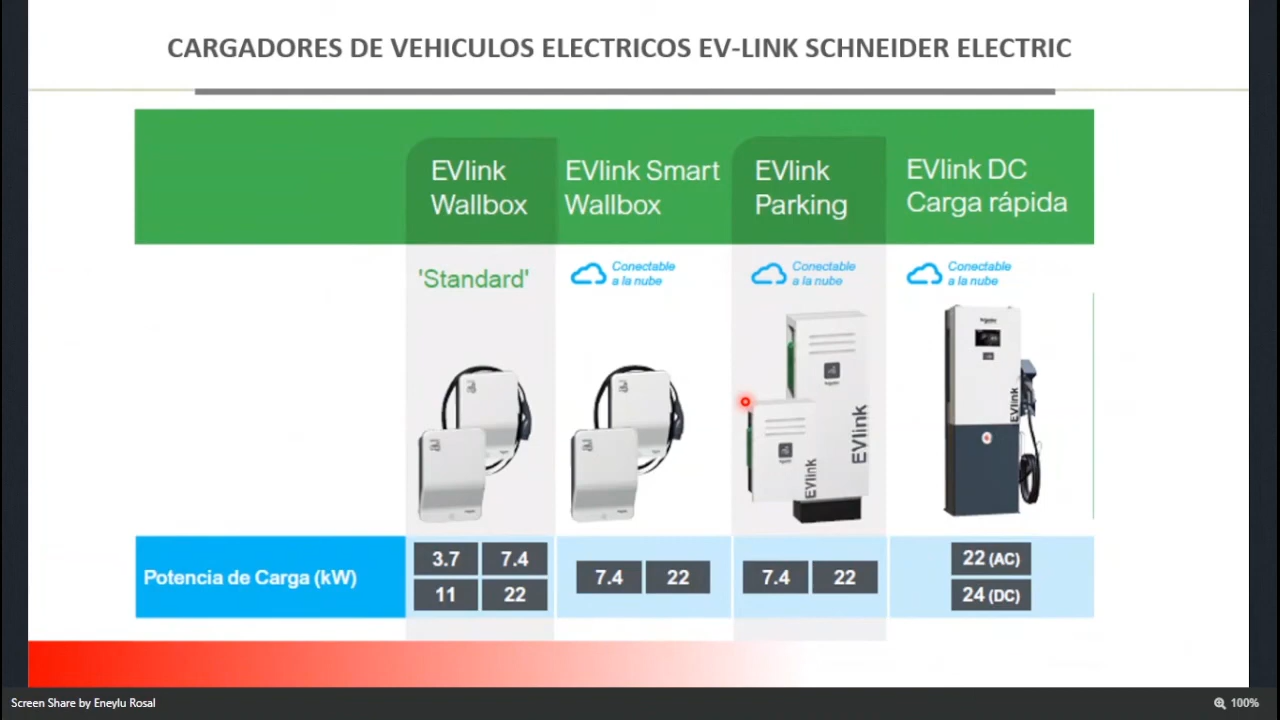 CARGADORES DE VEHICULOS ELECTRICOS EV-LINK SCHNEIDER ELECTRIC
EVlink
Wallbox
EVlink Smart
Wallbox
EVlink
Parking
EVlink DC
Carga rápida
'Standard'
Conectable
a la nube
Conectable
a la nube
Conectable
a la nube
EVlink
EVlink
EVlink
Potencia de Carga (kW)
3.7
7.4
11
22
7.4
22
7.4
22
22 (AC)
24 (DC)
Screen Share by Eneylu Rosal
100%